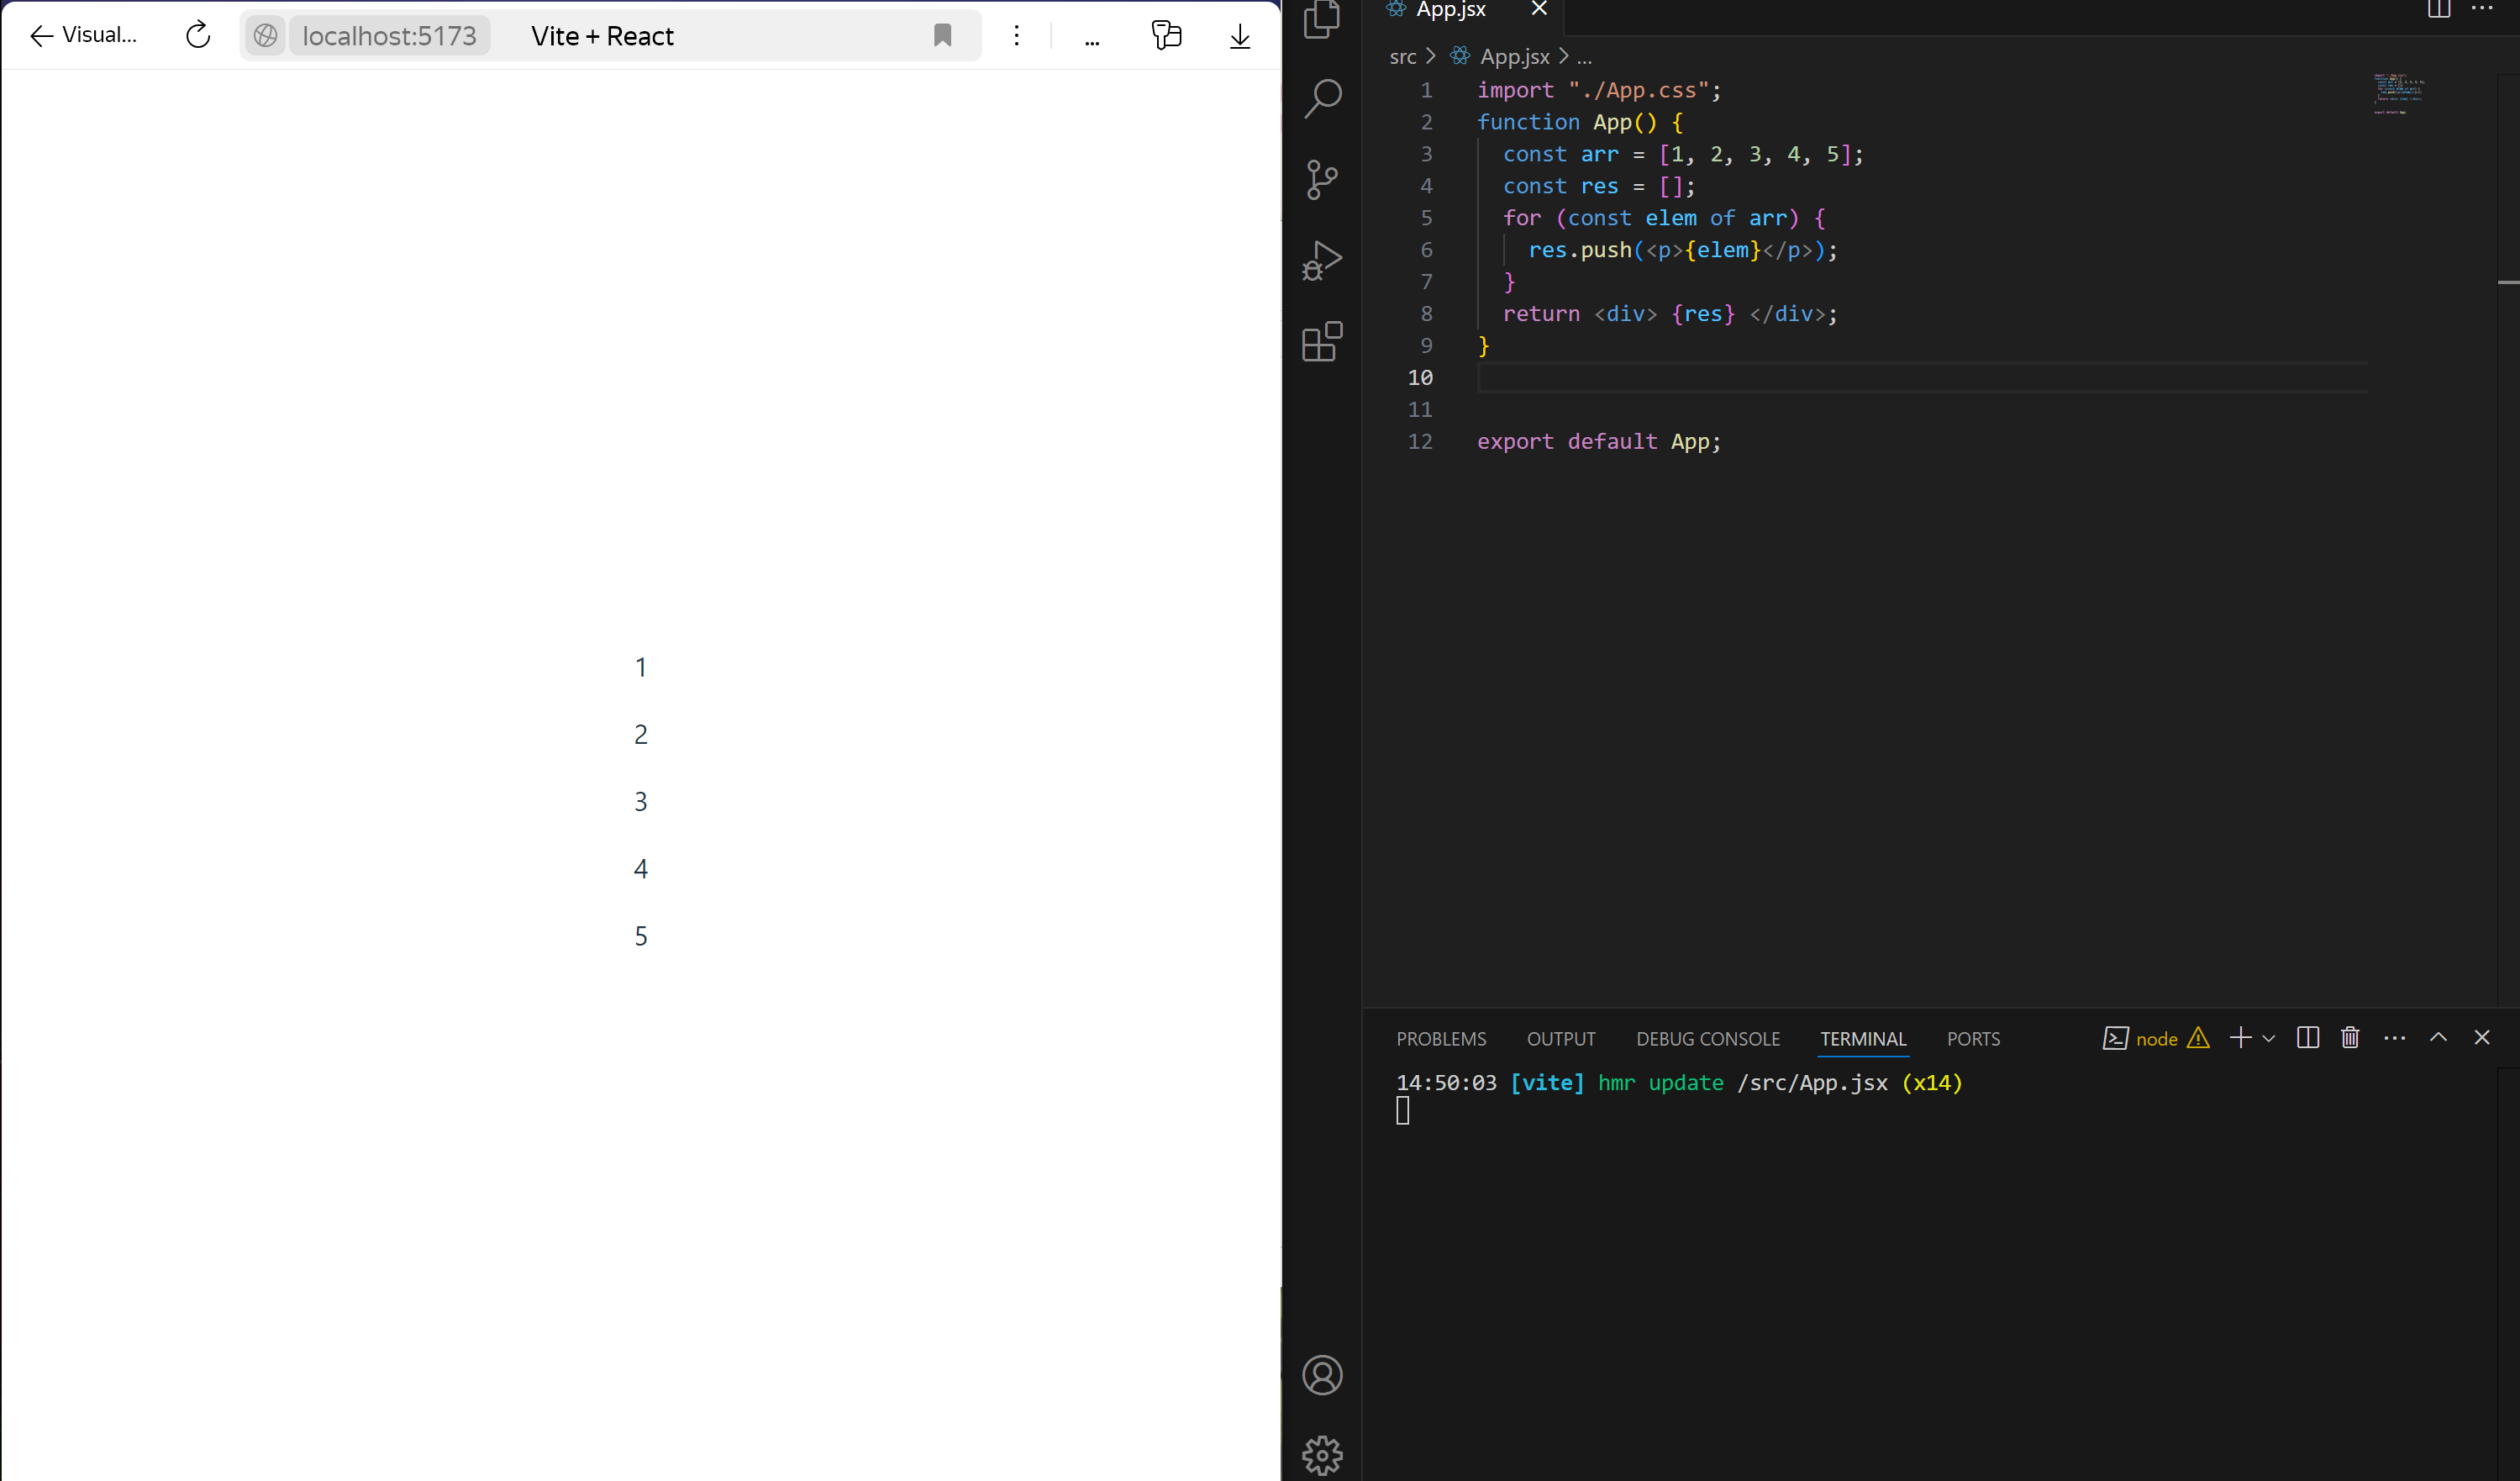 Visual...
localhost:5173
Vite + React
...
1
2
3
4
5
App.jsx
src > App.jsx > ...
1 import "./App.css";
2 function App() {
3 const arr = [1, 2, 3, 4, 5];
4 const res = [];
5 for (const elem of arr) {
6 res.push(<p>{elem}</p>);
7 }
8 return <div> {res} </div>;
9 }
10
11
12 export default App;
PROBLEMS OUTPUT DEBUG CONSOLE TERMINAL PORTS
node
14:50:03 [vite] hmr update /src/App.jsx (x14)